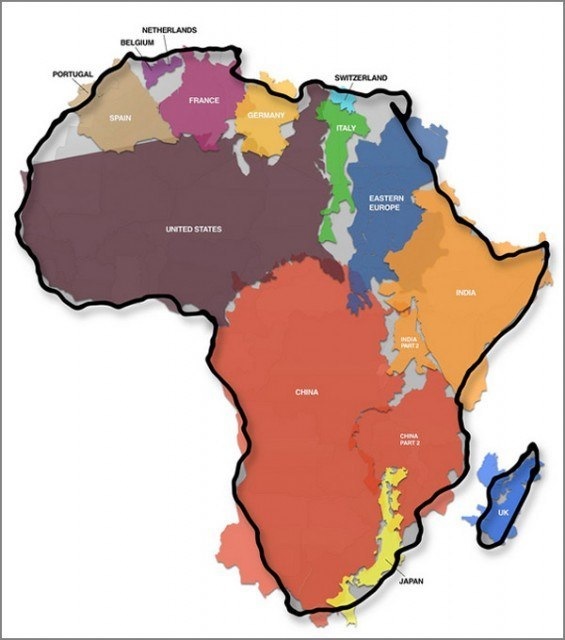 NETHERLANDS
BELGIUM
PORTUGAL
SWITZERLAND
SPAIN
FRANCE
GERMANY
ITALY
UNITED STATES
EASTERN
EUROPE
INDIA
INDIA
PART 2
CHINA
CHINA
PART 2
UK
JAPAN